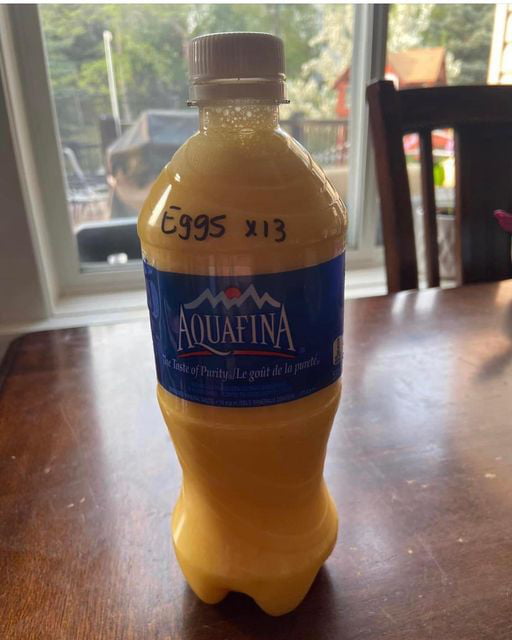 Eggs x13
AQUAFINA
The Taste of Purity./Le goût de la pureté.